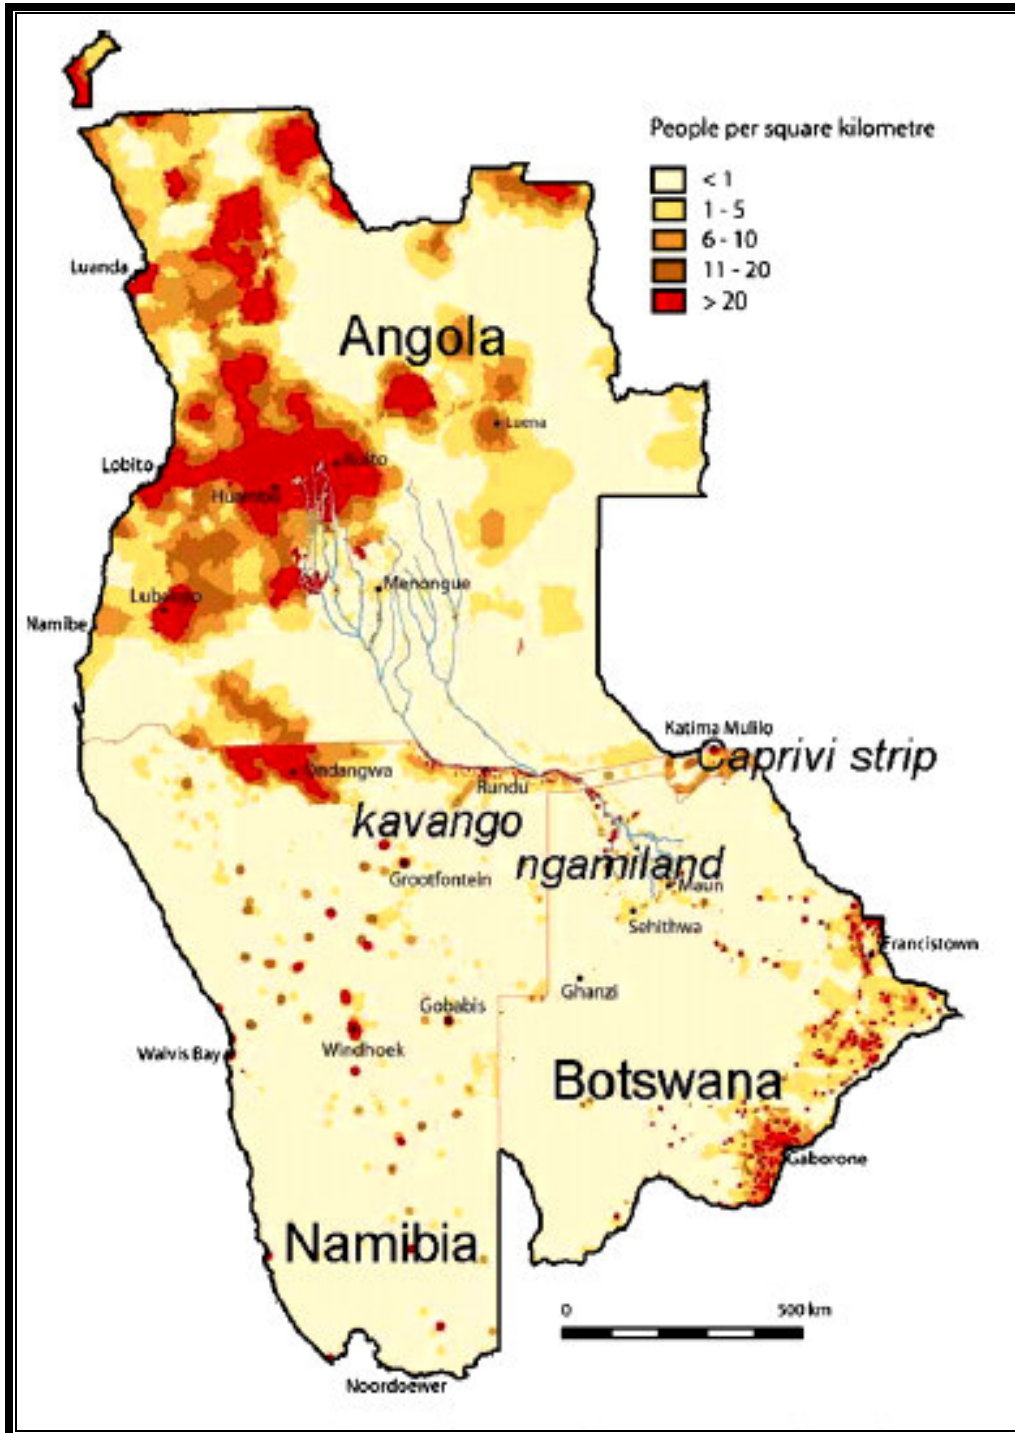 People per square kilometre
< 1
1 - 5
6 - 10
11 - 20
> 20
Luanda
Angola
Luena
Lobito
Kuito
Huambo
Menongue
Lubango
Namibe
Katima Mulilo
Caprivi strip
Ondangwa
Rundu
kavango
ngamiland
Grootfontein
Maun
Sehithwa
Francistown
Ghanzi
Gobabis
Windhoek
Walvis Bay
Botswana
Gaborone
Namibia
0 500 km
Noordoewer